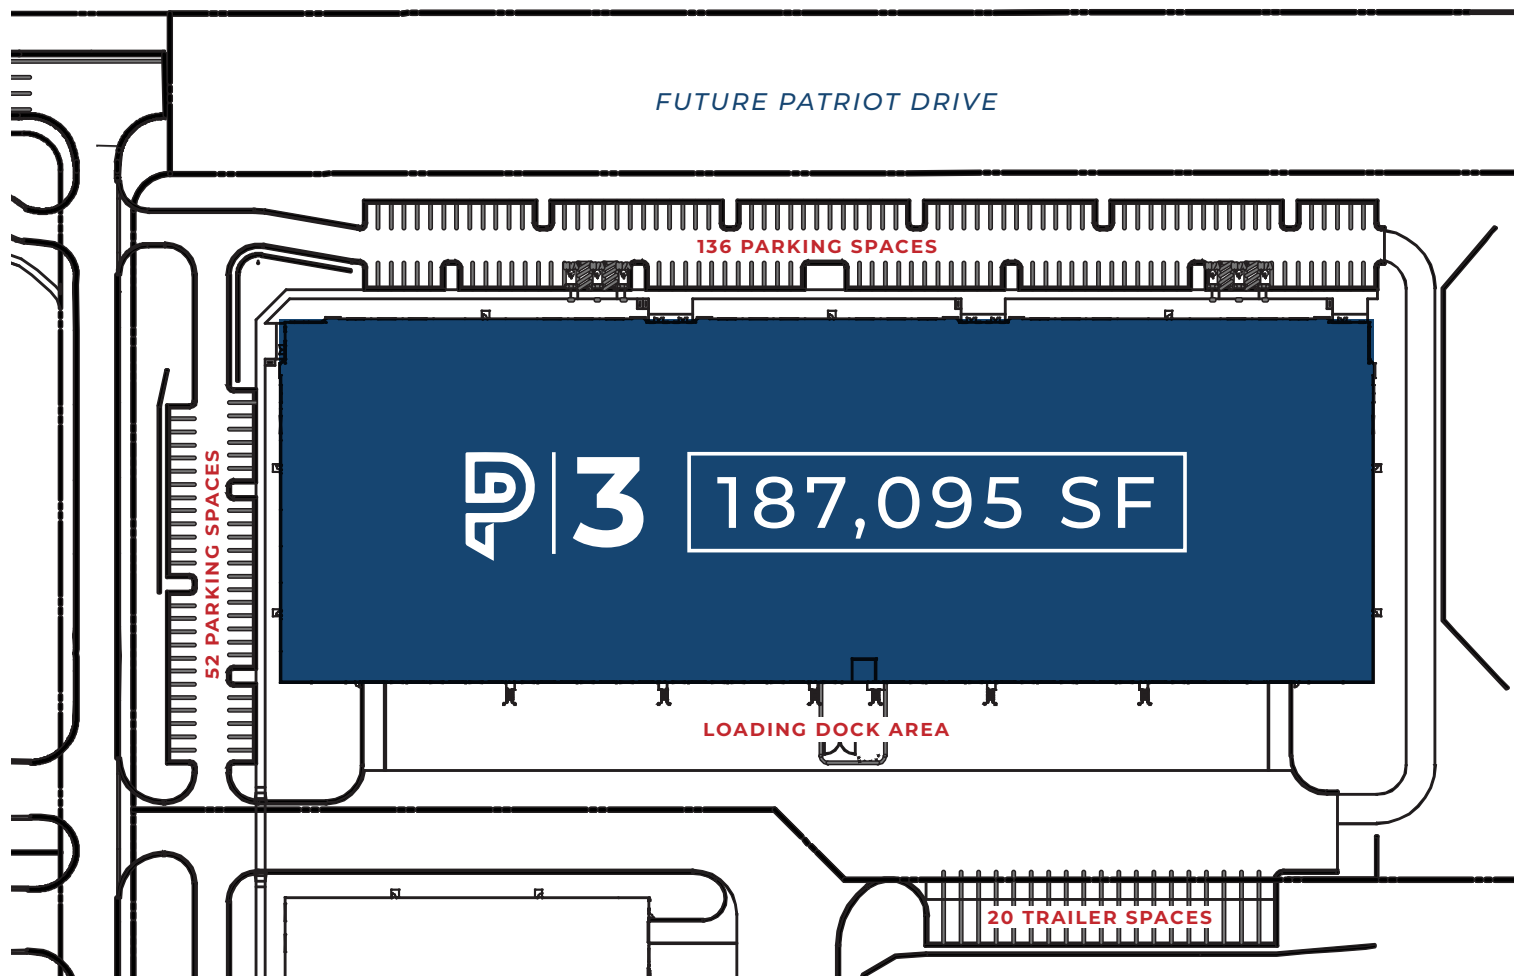 FUTURE PATRIOT DRIVE
136 PARKING SPACES
52 PARKING SPACES
P 3
187,095 SF
LOADING DOCK AREA
20 TRAILER SPACES